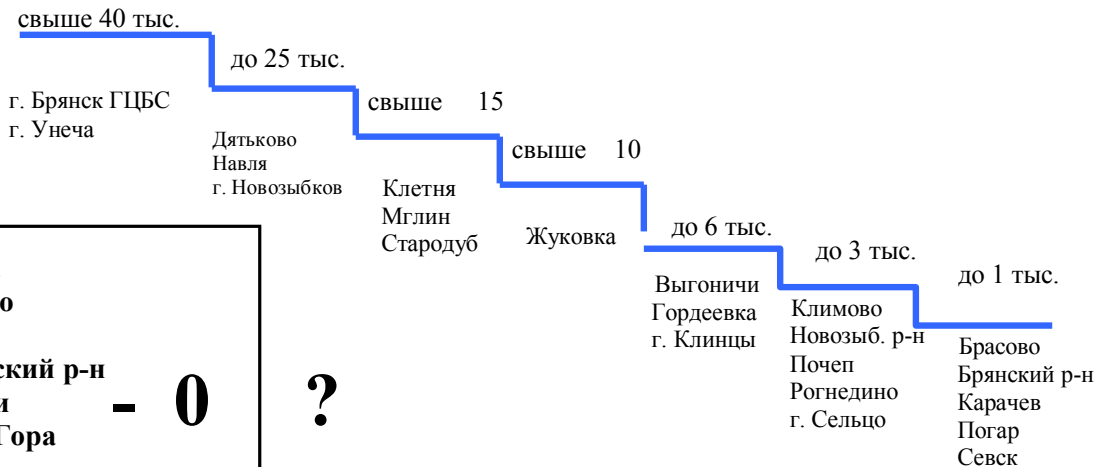 свыше 40 тыс.
г. Брянск ГЦБС
г. Унеча
до 25 тыс.
Дятьково
Навля
г. Новозыбков
свыше 15
Клетня
Мглин
Стародуб
свыше 10
Жуковка
до 6 тыс.
Выгоничи
Гордеевка
г. Клинцы
до 3 тыс.
Климово
Новозыб. р-н
Почеп
Рогнедино
г. Сельцо
до 1 тыс.
Брасово
Брянский р-н
Карачев
Погар
Севск
р-н
Гора
- 0 ?